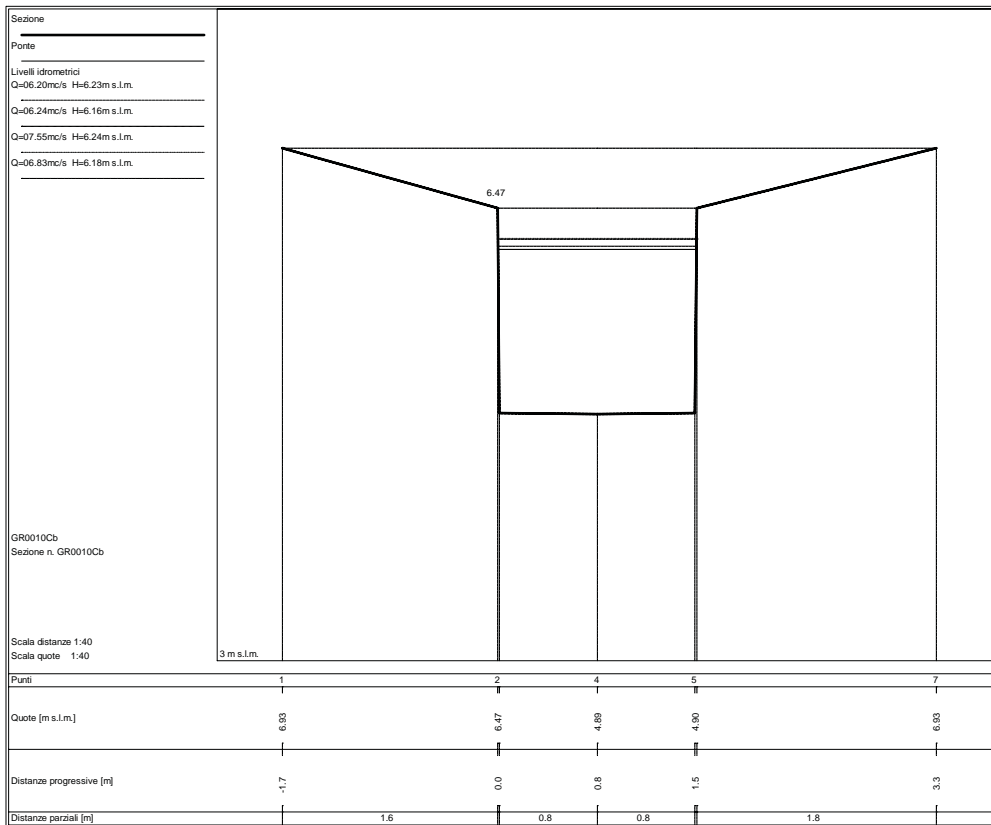 Sezione
Ponte
Livelli idrometrici
Q=06.20mc/s H=6.23m s.l.m.
Q=06.24mc/s H=6.16m s.l.m.
Q=07.55mc/s H=6.24m s.l.m.
Q=06.83mc/s H=6.18m s.l.m.
6.47
GR0010Cb
Sezione n. GR0010Cb
Scala distanze 1:40
Scala quote 1:40
3 m s.l.m.
Punti 1 2 4 5 7
Quote [m s.l.m.] 6.93 6.47 4.89 4.90 6.93
Distanze progressive [m] -1.7 0.0 0.8 1.5 3.3
Distanze parziali [m] 1.6 0.8 0.8 1.8